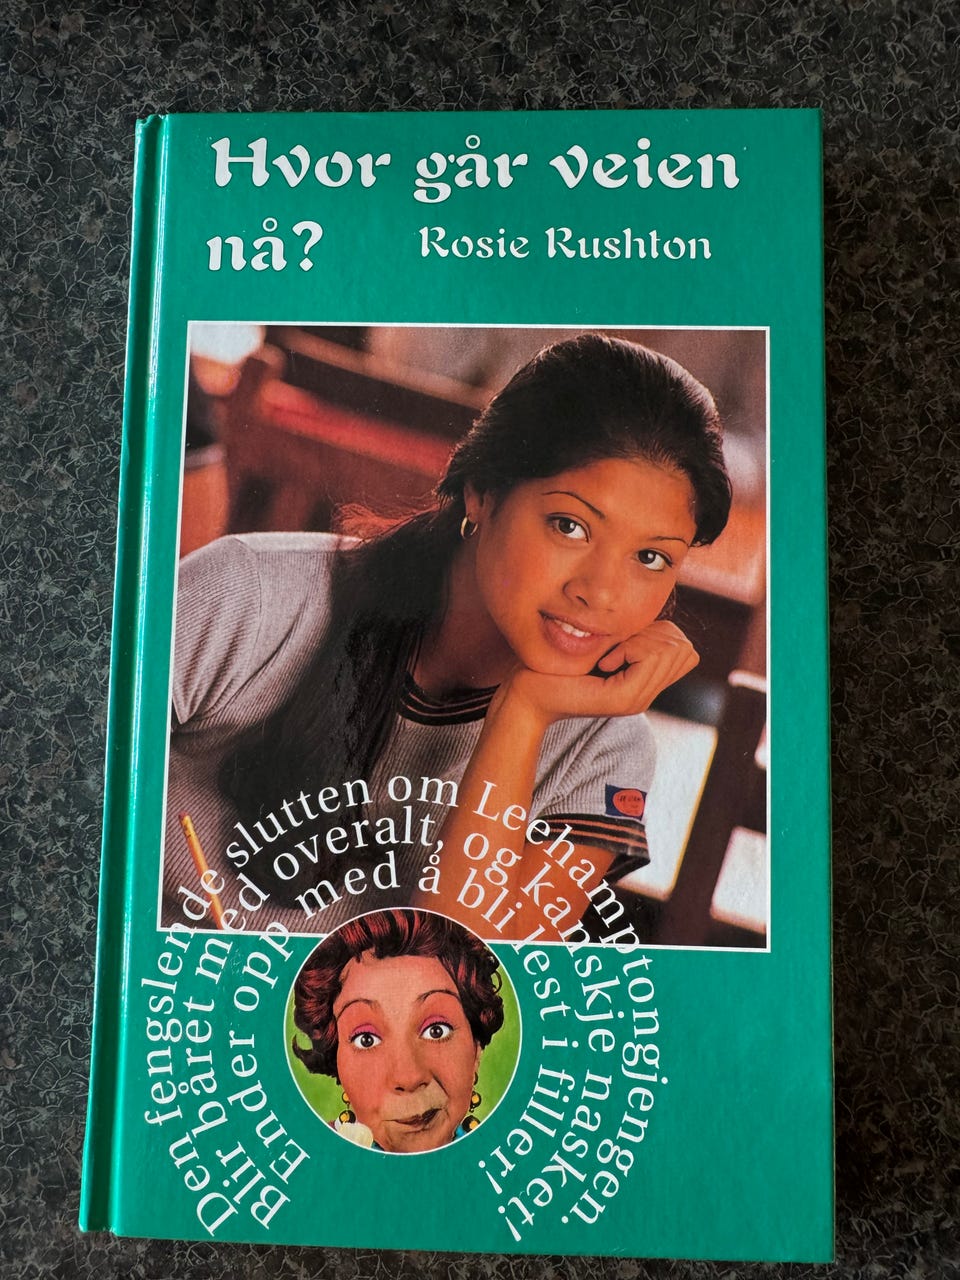 Hvor går veien
nå?
Rosie Rushton
Den fengslende slutten om Leehamptongjengen.
Blir båret med overalt, og kanskje nasket!
Ender opp med å bli lest i filler!